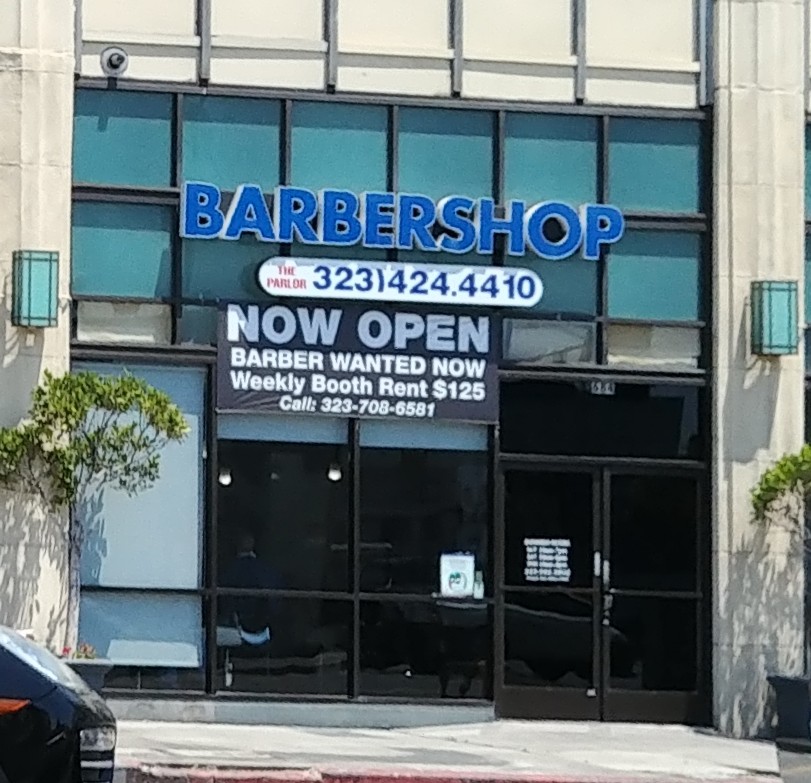 BARBERSHOP
THE
PARLOR
323)424.4410
NOW OPEN
BARBER WANTED NOW
Weekly Booth Rent $125
Call: 323-708-6581